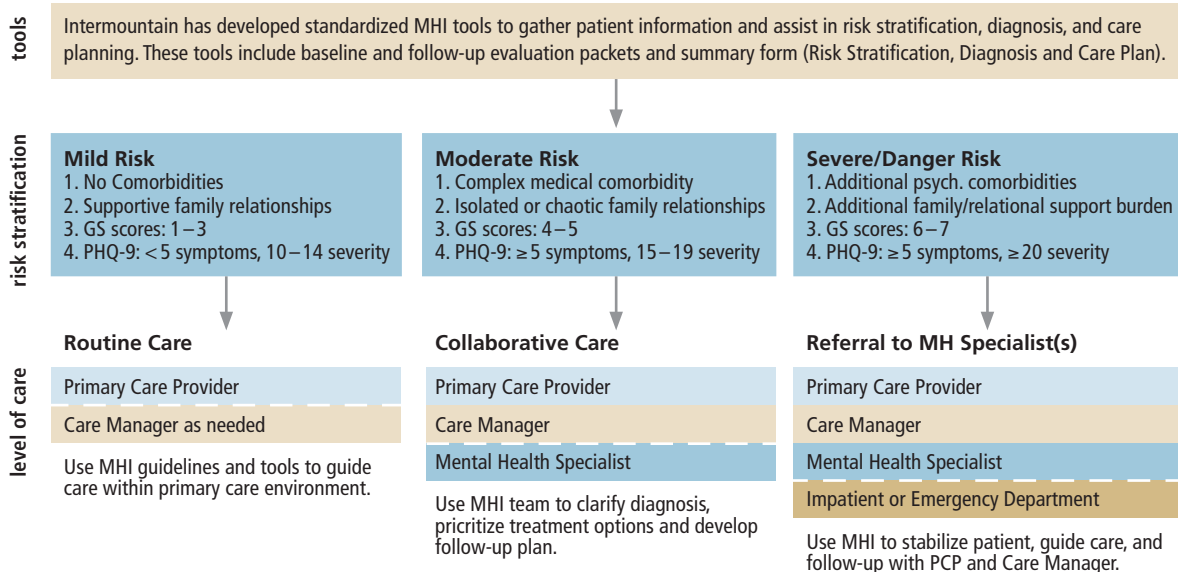 tools
Intermountain has developed standardized MHI tools to gather patient information and assist in risk stratification, diagnosis, and care
planning. These tools include baseline and follow-up evaluation packets and summary form (Risk Stratification, Diagnosis and Care Plan).
risk stratification
Mild Risk
1. No Comorbidities
2. Supportive family relationships
3. GS scores: 1–3
4. PHQ-9: <5 symptoms, 10–14 severity
Moderate Risk
1. Complex medical comorbidity
2. Isolated or chaotic family relationships
3. GS scores: 4–5
4. PHQ-9: ≥5 symptoms, 15–19 severity
Severe/Danger Risk
1. Additional psych. comorbidities
2. Additional family/relational support burden
3. GS scores: 6–7
4. PHQ-9: ≥5 symptoms, ≥20 severity
level of care
Routine Care
Primary Care Provider
Care Manager as needed
Use MHI guidelines and tools to guide
care within primary care environment.
Collaborative Care
Primary Care Provider
Care Manager
Mental Health Specialist
Use MHI team to clarify diagnosis,
pricritize treatment options and develop
follow-up plan.
Referral to MH Specialist(s)
Primary Care Provider
Care Manager
Mental Health Specialist
Impatient or Emergency Department
Use MHI to stabilize patient, guide care, and
follow-up with PCP and Care Manager.